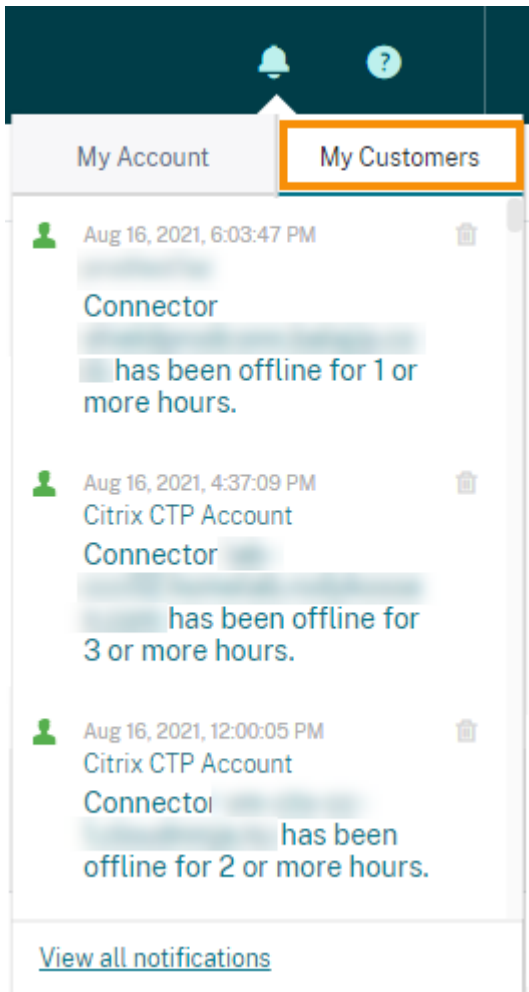 ?
My Account
My Customers
Aug 16, 2021, 6:03:47 PM
Connector
has been offline for 1 or
more hours.
Aug 16, 2021, 4:37:09 PM
Citrix CTP Account
Connector
has been offline for
3 or more hours.
Aug 16, 2021, 12:00:05 PM
Citrix CTP Account
Connector
has been
offline for 2 or more hours.
View all notifications